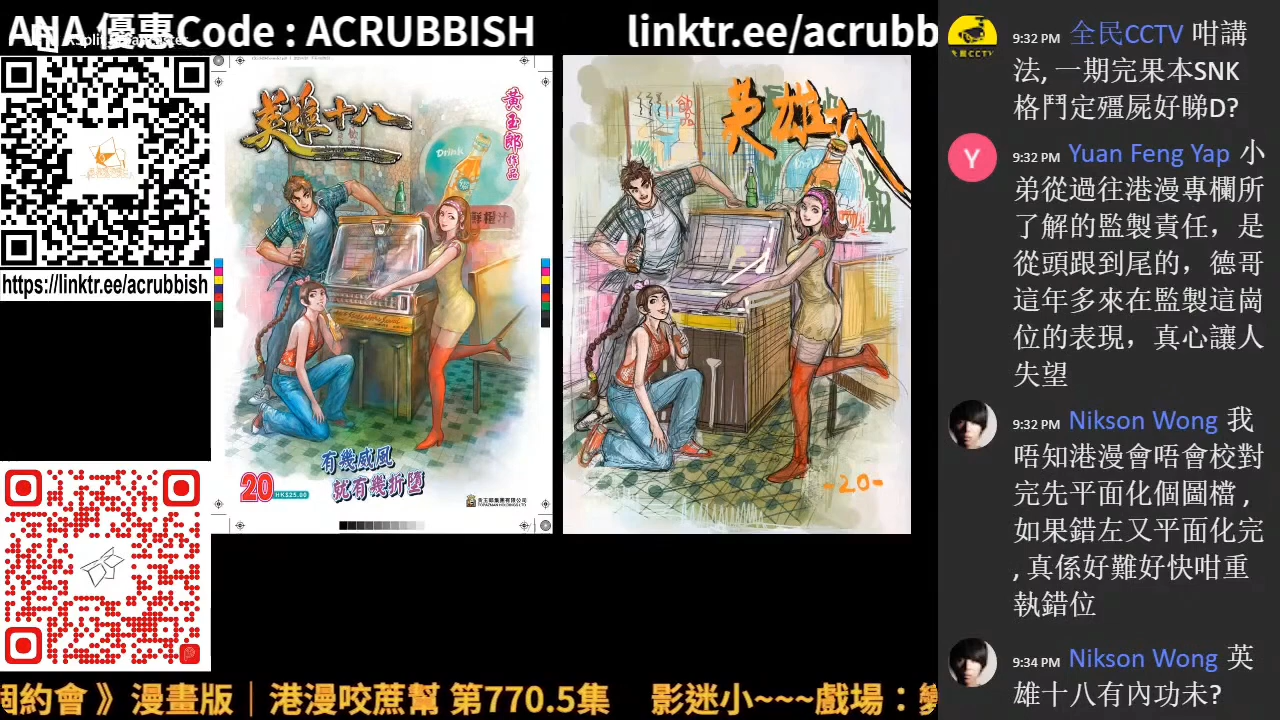 ANA 優惠Code : ACRUBBISH linktr.ee/acrubb
https://linktr.ee/acrubbish
英雄十八
黃玉郎作品
Drink
鮮橙汁
有幾威風
就有幾折墮
20 HK$25.00
玉郎集團有限公司
英雄十八
Enjoy
-20-
9:32 PM 全民CCTV 咁講
法, 一期完果本SNK
格鬥定殭屍好睇D?
9:32 PM Yuan Feng Yap 小
弟從過往港漫專欄所
了解的監製責任，是
從頭跟到尾的，德哥
這年多來在監製這崗
位的表現，真心讓人
失望
9:32 PM Nikson Wong 我
唔知港漫會唔會校對
完先平面化個圖檔 ,
如果錯左又平面化完
, 真係好難好快咁重
執錯位
9:34 PM Nikson Wong 英
雄十八有內功未?
個約會 》漫畫版｜港漫咬蔗幫 第770.5集 影迷小~~~戲場：